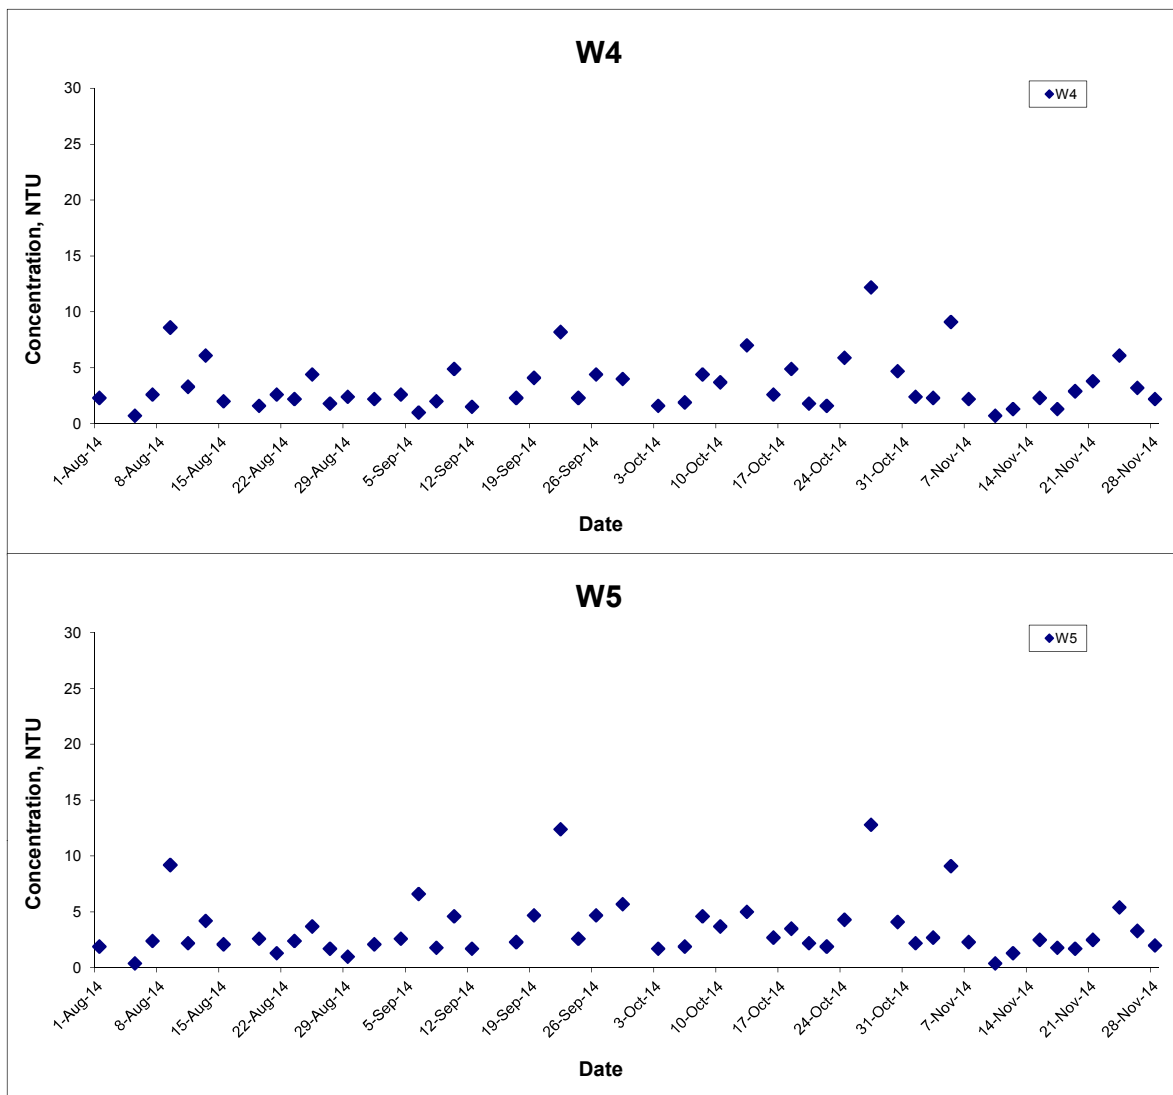 W4
30
25
20
15
10
5
0
Concentration, NTU
W4
1-Aug-14
8-Aug-14
15-Aug-14
22-Aug-14
29-Aug-14
5-Sep-14
12-Sep-14
19-Sep-14
26-Sep-14
3-Oct-14
10-Oct-14
17-Oct-14
24-Oct-14
31-Oct-14
7-Nov-14
14-Nov-14
21-Nov-14
28-Nov-14
Date
W5
30
25
20
15
10
5
0
Concentration, NTU
W5
1-Aug-14
8-Aug-14
15-Aug-14
22-Aug-14
29-Aug-14
5-Sep-14
12-Sep-14
19-Sep-14
26-Sep-14
3-Oct-14
10-Oct-14
17-Oct-14
24-Oct-14
31-Oct-14
7-Nov-14
14-Nov-14
21-Nov-14
28-Nov-14
Date